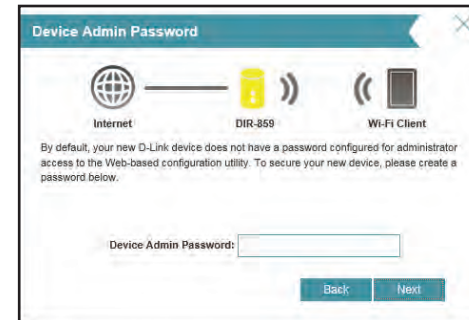 Device Admin Password
Internet DIR-859 Wi-Fi Client
By default, your new D-Link device does not have a password configured for administrator
access to the Web-based configuration utility. To secure your new device, please create a
password below.
Device Admin Password:
Back Next